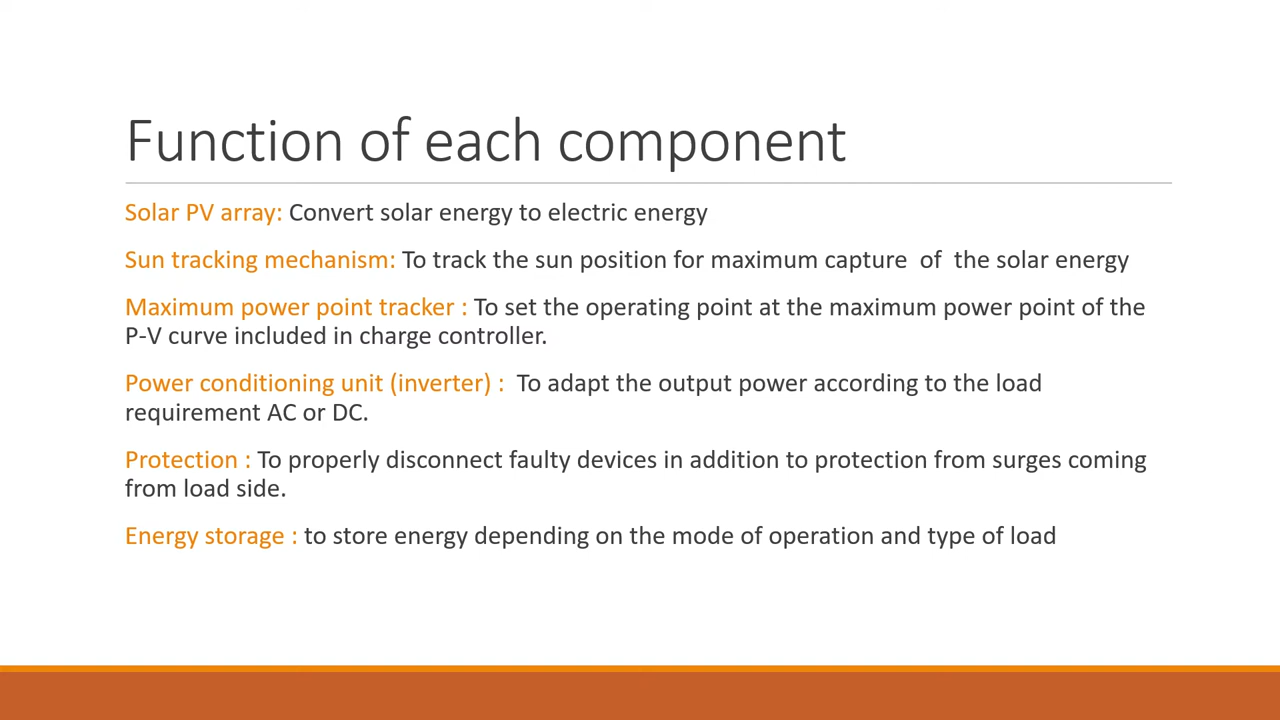 Function of each component
Solar PV array: Convert solar energy to electric energy
Sun tracking mechanism: To track the sun position for maximum capture  of  the solar energy
Maximum power point tracker : To set the operating point at the maximum power point of the
P-V curve included in charge controller.
Power conditioning unit (inverter) :  To adapt the output power according to the load
requirement AC or DC.
Protection : To properly disconnect faulty devices in addition to protection from surges coming
from load side.
Energy storage : to store energy depending on the mode of operation and type of load